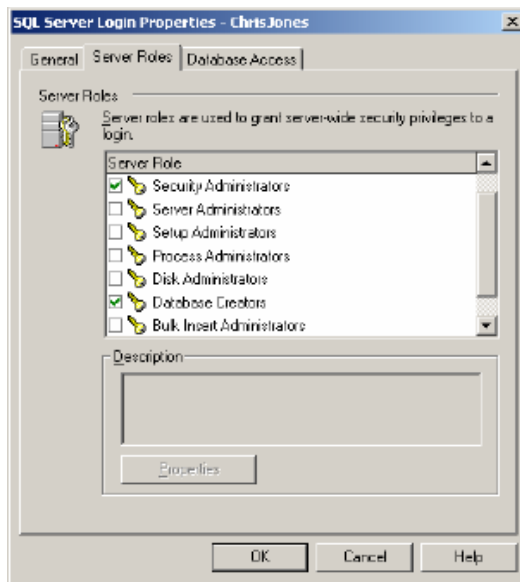 SQL Server Login Properties - ChrisJones
General
Server Roles
Database Access
Server Roles
Server roles are used to grant server-wide security privileges to a
login.
Server Role
Security Administrators
Server Administrators
Setup Administrators
Process Administrators
Disk Administrators
Database Creators
Bulk Insert Administrators
Description
Properties
OK
Cancel
Help